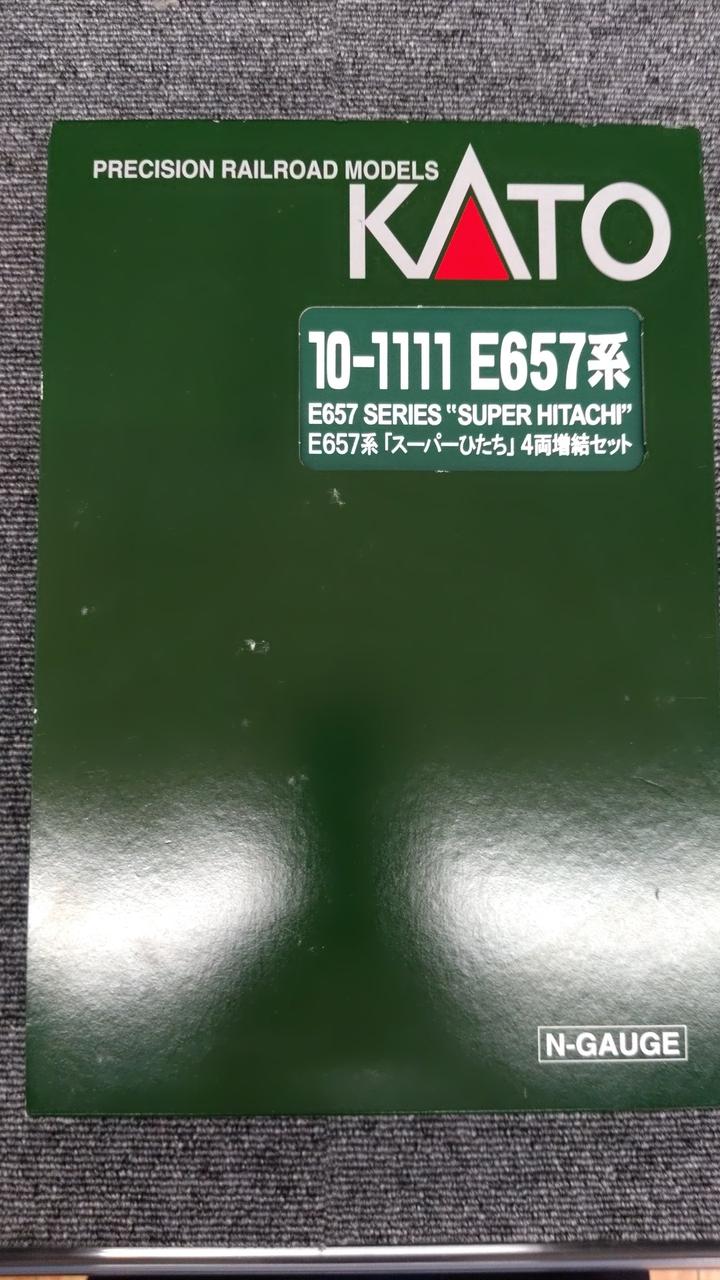 PRECISION RAILROAD MODELS
KATO
10-1111 E657系
E657 SERIES “SUPER HITACHI”
E657系「スーパーひたち」4両増結セット
N-GAUGE